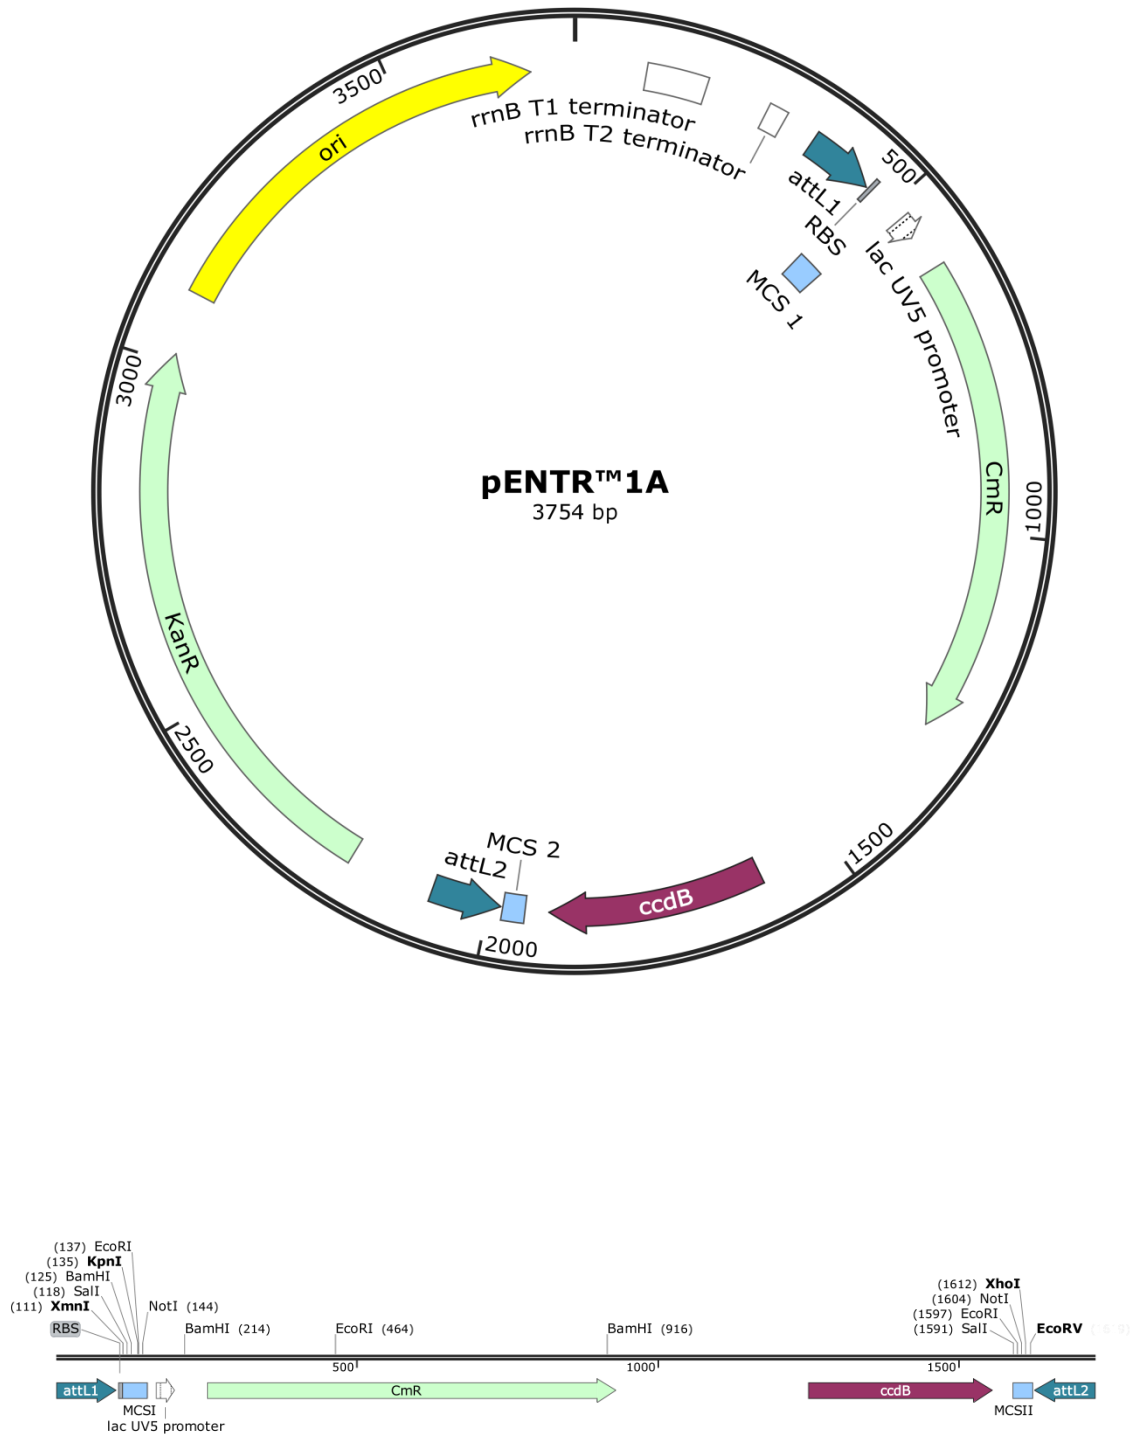 3500
ori
rrnB T1 terminator
rrnB T2 terminator
attL1
500
RBS
MCS 1
lac UV5 promoter
3000
CmR
1000
pENTR™1A
3754 bp
KanR
2500
MCS 2
attL2
ccdB
1500
2000
(137) EcoRI
(135) KpnI
(125) BamHI
(118) SalI
(111) XmnI
NotI (144)
RBS
BamHI (214)
EcoRI (464)
BamHI (916)
(1612) XhoI
(1604) NotI
(1597) EcoRI
(1591) SalI
EcoRV
500
1000
1500
attL1
CmR
ccdB
attL2
MCSI
MCSII
lac UV5 promoter